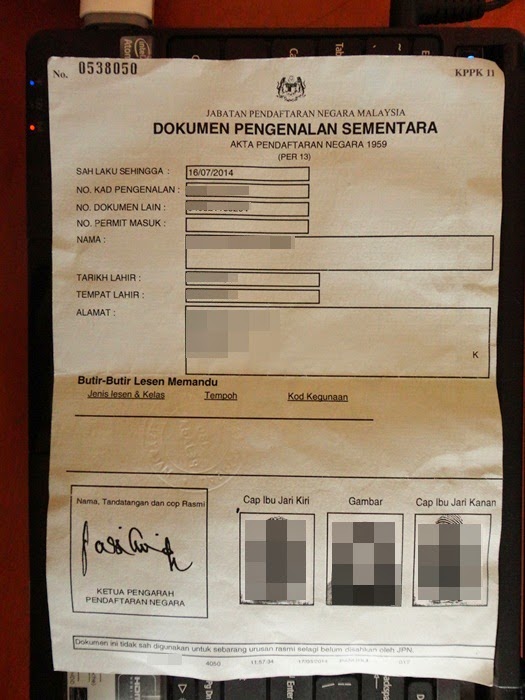 No. 0538050
KPPK 11
JABATAN PENDAFTARAN NEGARA MALAYSIA
DOKUMEN PENGENALAN SEMENTARA
AKTA PENDAFTARAN NEGARA 1959
(PER 13)
SAH LAKU SEHINGGA : 16/07/2014
NO. KAD PENGENALAN :
NO. DOKUMEN LAIN :
NO. PERMIT MASUK :
NAMA :
TARIKH LAHIR :
TEMPAT LAHIR :
ALAMAT :
K
Butir-Butir Lesen Memandu
Jenis lesen & Kelas Tempoh Kod Kegunaan
Nama, Tandatangan dan cop Rasmi
Cap Ibu Jari Kiri Gambar Cap Ibu Jari Kanan
KETUA PENGARAH
PENDAFTARAN NEGARA
Dokumen ini tidak sah digunakan untuk sebarang urusan rasmi selagi belum disahkan oleh JPN.
4050 11:57:34